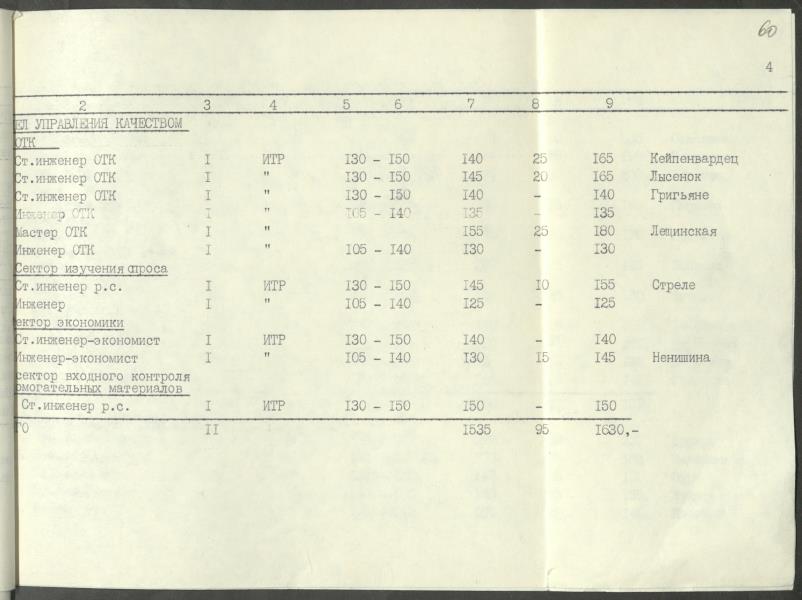 60
4
2 3 4 5 6 7 8 9
ЕЛ УПРАВЛЕНИЯ КАЧЕСТВОМ
ОТК
Ст.инженер ОТК I ИТР I30 - I50 I40 25 I65 Кейпенвардец
Ст.инженер ОТК I " I30 - I50 I45 20 I65 Лысенок
Ст.инженер ОТК I " I30 - I50 I40 - I40 Григьяне
Инженер ОТК I " I05 - I40 I35 - I35
Мастер ОТК I " I55 25 I80 Лещинская
Инженер ОТК I " I05 - I40 I30 - I30
Сектор изучения спроса
Ст.инженер р.с. I ИТР I30 - I50 I45 I0 I55 Стреле
Инженер I " I05 - I40 I25 - I25
ектор экономики
Ст.инженер-экономист I ИТР I30 - I50 I40 - I40
Инженер-экономист I " I05 - I40 I30 I5 I45 Ненишина
сектор входного контроля
омогательных материалов
Ст.инженер р.с. I ИТР I30 - I50 I50 - I50
ГО II I535 95 I630,-